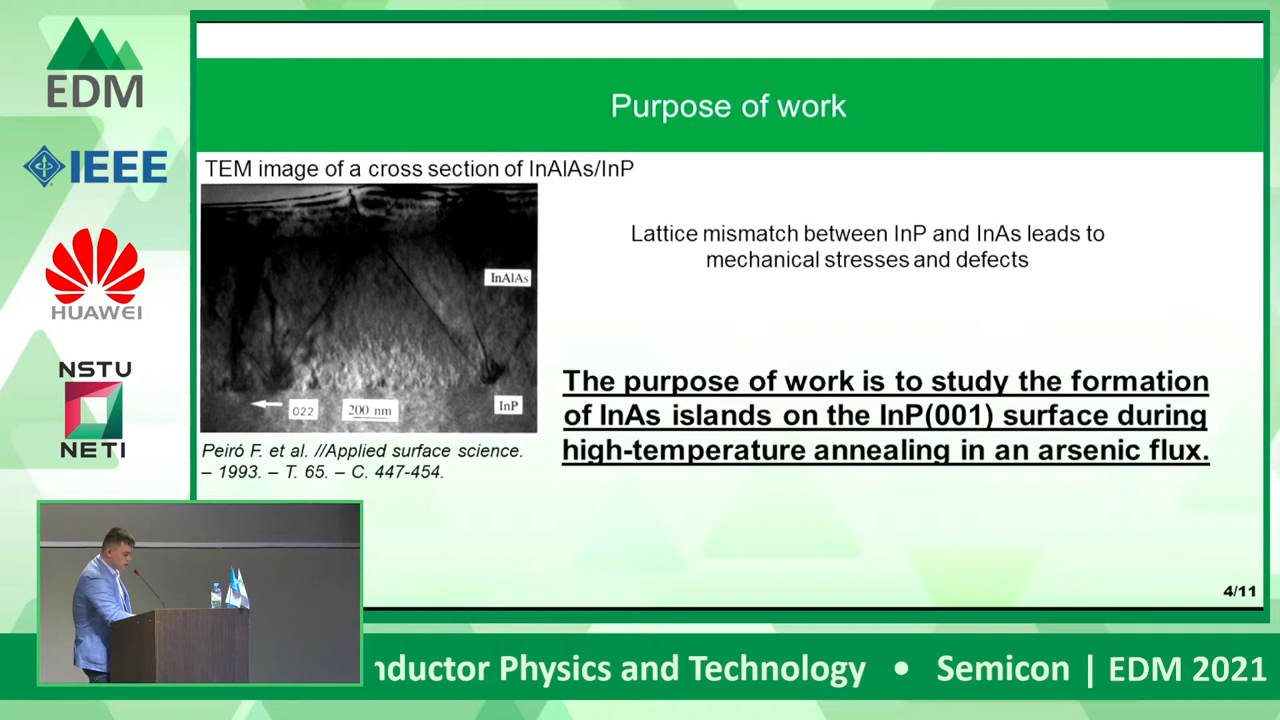 EDM
IEEE
HUAWEI
NSTU
NETI
Purpose of work
TEM image of a cross section of InAlAs/InP
InAlAs
022
200 nm
InP
Peiró F. et al. //Applied surface science.
– 1993. – T. 65. – C. 447-454.
Lattice mismatch between InP and InAs leads to
mechanical stresses and defects
The purpose of work is to study the formation
of InAs islands on the InP(001) surface during
high-temperature annealing in an arsenic flux.
4/11
nductor Physics and Technology • Semicon | EDM 2021